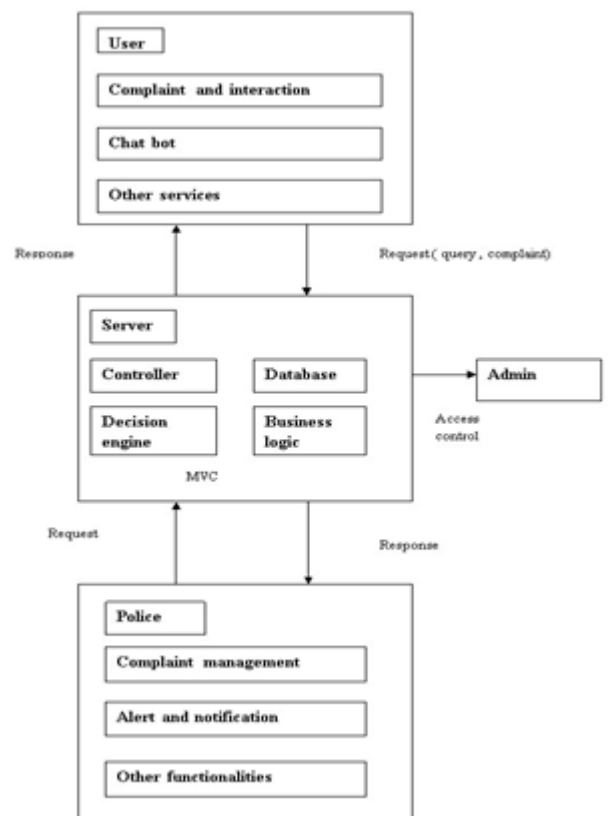 User
Complaint and interaction
Chat bot
Other services
Response
Request( query, complaint)
Server
Controller
Database
Admin
Decision
engine
Business
logic
Access
control
MVC
Request
Response
Police
Complaint management
Alert and notification
Other functionalities